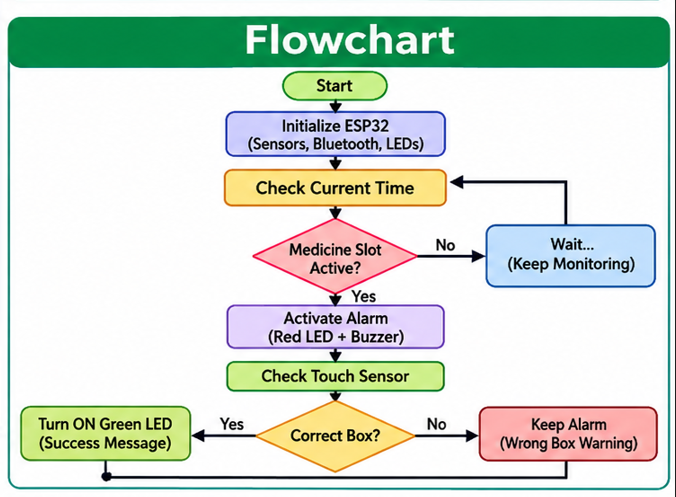 Flowchart
Start
Initialize ESP32
(Sensors, Bluetooth, LEDs)
Check Current Time
Medicine Slot
Active?
No
Wait...
(Keep Monitoring)
Yes
Activate Alarm
(Red LED + Buzzer)
Check Touch Sensor
Turn ON Green LED
(Success Message)
Yes
Correct Box?
No
Keep Alarm
(Wrong Box Warning)